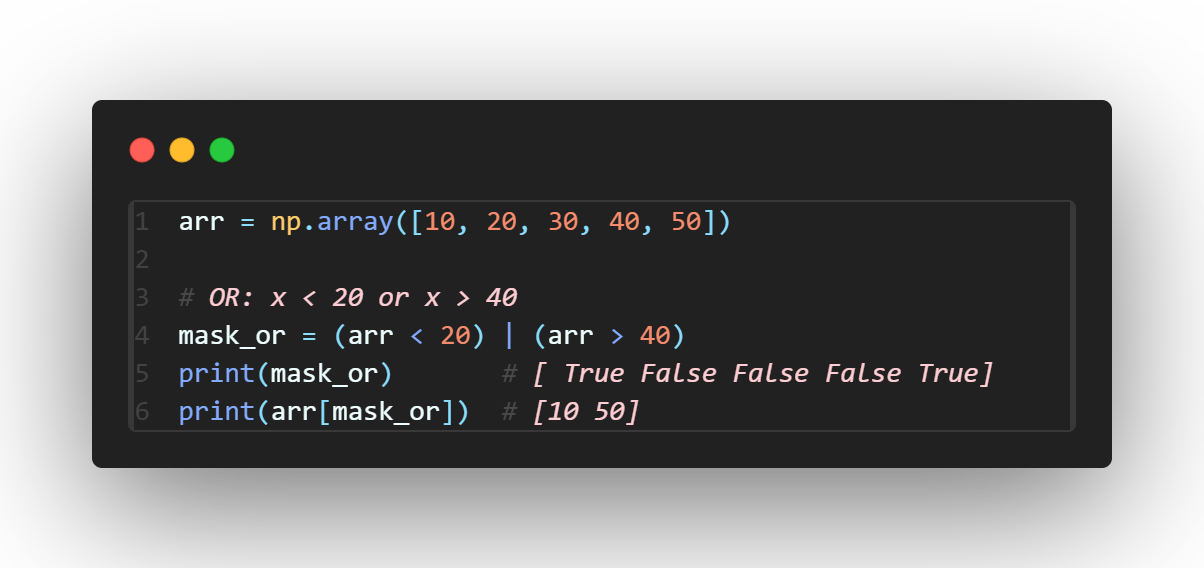 1 arr = np.array([10, 20, 30, 40, 50])
2
3 # OR: x < 20 or x > 40
4 mask_or = (arr < 20) | (arr > 40)
5 print(mask_or)       # [ True False False False True]
6 print(arr[mask_or])  # [10 50]